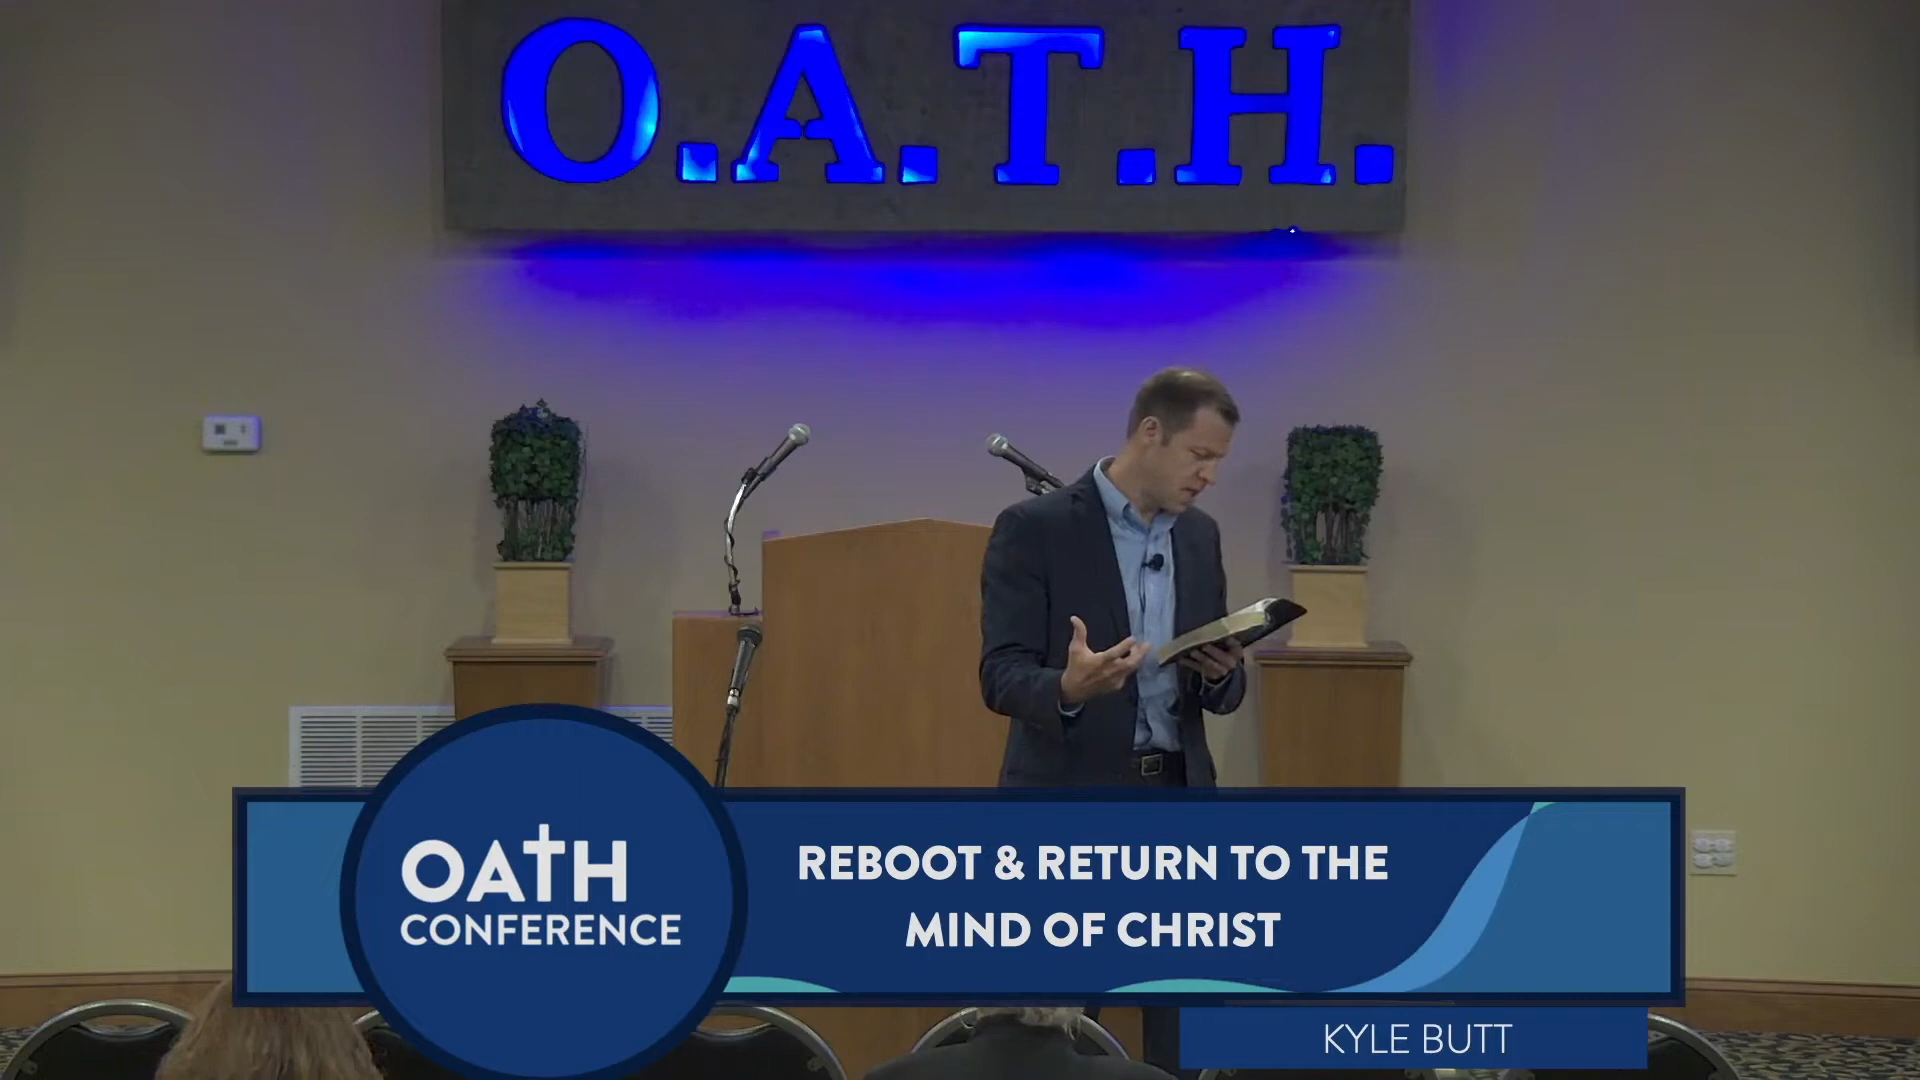 O.A.T.H.
OATH
CONFERENCE
REBOOT & RETURN TO THE
MIND OF CHRIST
KYLE BUTT